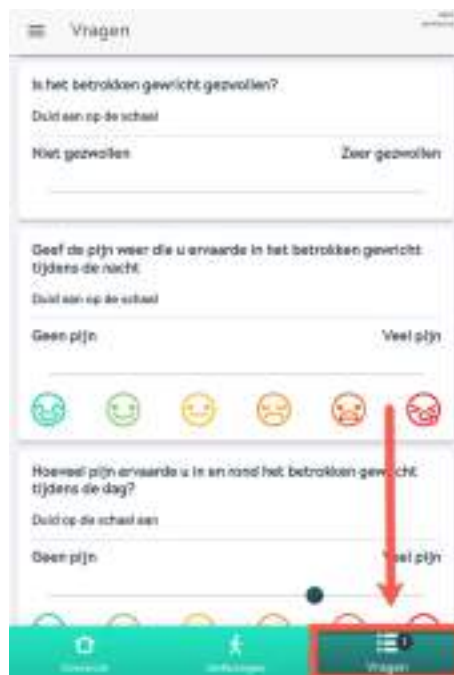 Vragen
Is het betrokken gewricht gezwollen?
Duid aan op de schaal
Niet gezwollen Zeer gezwollen
Geef de pijn weer die u ervaarde in het betrokken gewricht
tijdens de nacht
Duid aan op de schaal
Geen pijn Veel pijn
Hoeveel pijn ervaarde u in en rond het betrokken gewricht
tijdens de dag?
Duid op de schaal aan
Geen pijn Veel pijn
1
Oefeningen Vragen